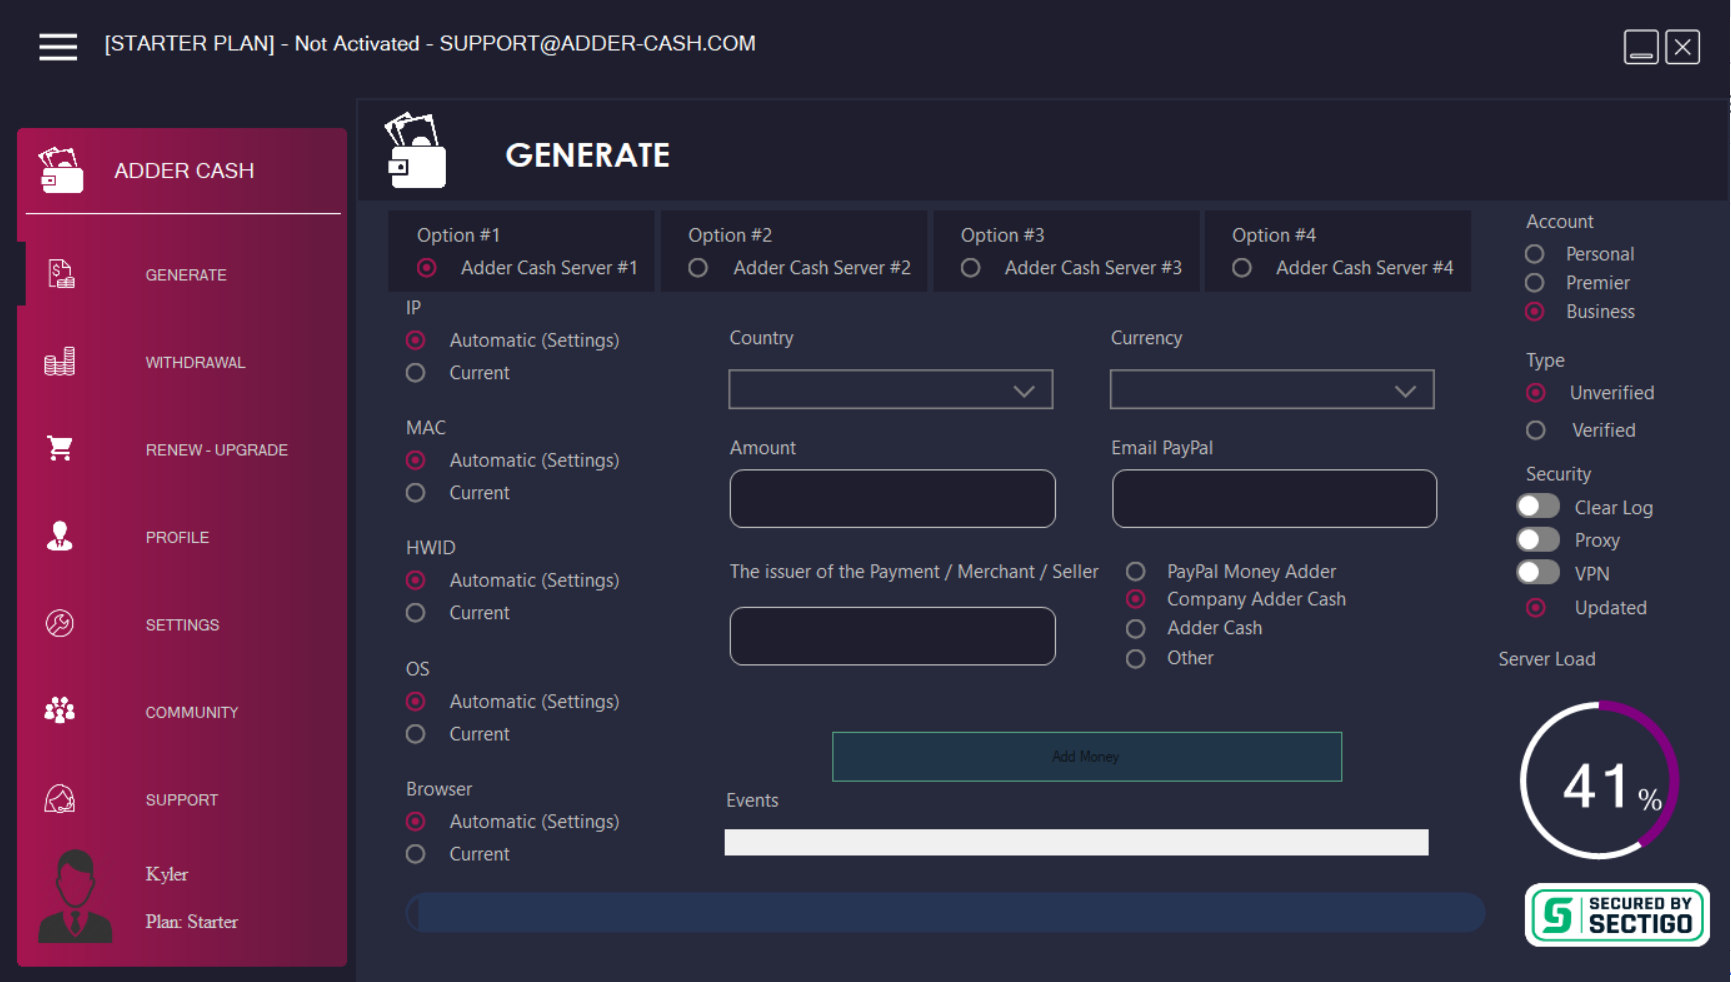 [STARTER PLAN] - Not Activated - SUPPORT@ADDER-CASH.COM
ADDER CASH
GENERATE
WITHDRAWAL
RENEW - UPGRADE
PROFILE
SETTINGS
COMMUNITY
SUPPORT
Kyler
Plan: Starter
GENERATE
Option #1
Adder Cash Server #1
Option #2
Adder Cash Server #2
Option #3
Adder Cash Server #3
Option #4
Adder Cash Server #4
IP
Automatic (Settings)
Current
MAC
Automatic (Settings)
Current
HWID
Automatic (Settings)
Current
OS
Automatic (Settings)
Current
Browser
Automatic (Settings)
Current
Country
Currency
Amount
Email PayPal
The issuer of the Payment / Merchant / Seller
PayPal Money Adder
Company Adder Cash
Adder Cash
Other
Add Money
Events
Account
Personal
Premier
Business
Type
Unverified
Verified
Security
Clear Log
Proxy
VPN
Updated
Server Load
41 %
SECURED BY
SECTIGO